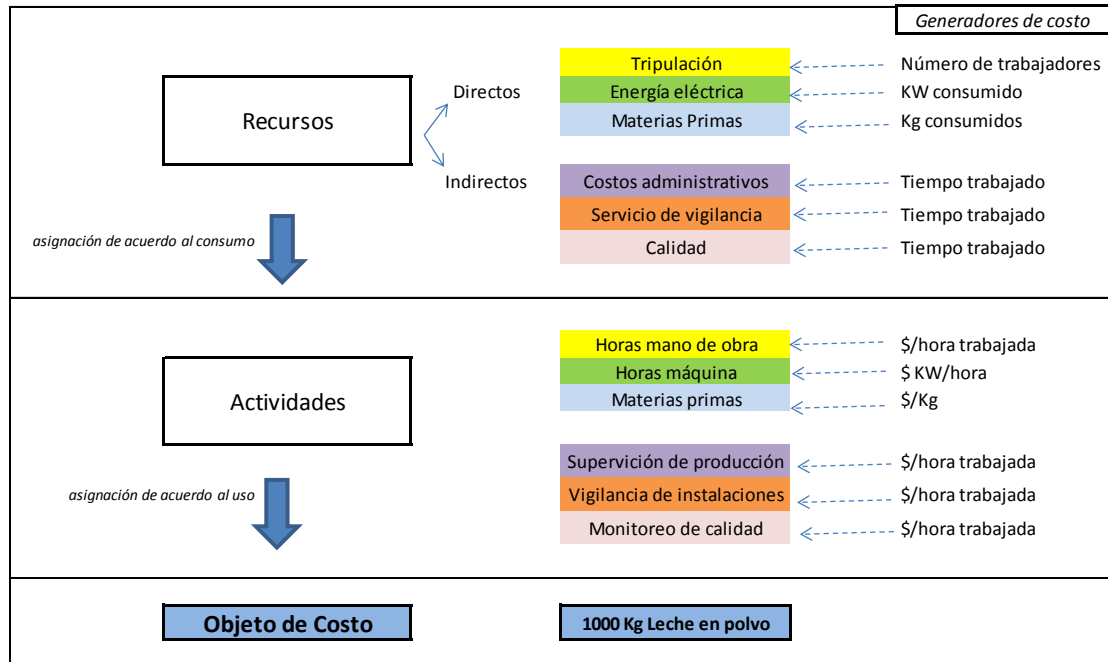 Generadores de costo
Tripulación
Número de trabajadores
Directos
Energía eléctrica
KW consumido
Recursos
Materias Primas
Kg consumidos
Indirectos
Costos administrativos
Tiempo trabajado
Servicio de vigilancia
Tiempo trabajado
asignación de acuerdo al consumo
Calidad
Tiempo trabajado
Horas mano de obra
$/hora trabajada
Horas máquina
$ KW/hora
Actividades
Materias primas
$/Kg
Supervición de producción
$/hora trabajada
asignación de acuerdo al uso
Vigilancia de instalaciones
$/hora trabajada
Monitoreo de calidad
$/hora trabajada
Objeto de Costo
1000 Kg Leche en polvo